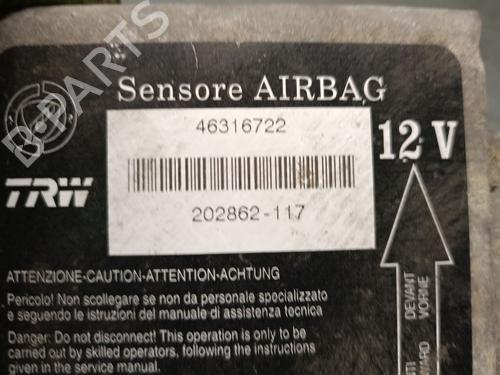 B-PARTS
Sensore AIRBAG
46316722
12 V
TRW
202862-117
ATTENZIONE-CAUTION-ATTENTION-ACHTUNG
Pericolo! Non scollegare se non da personale specializzato
e seguendo le istruzioni del manuale di assistenza tecnica
Danger: Do not disconnect! This operation is only to be
carried out by skilled operators, following the instructions
given in the service manual.
DEVANT
VORNE